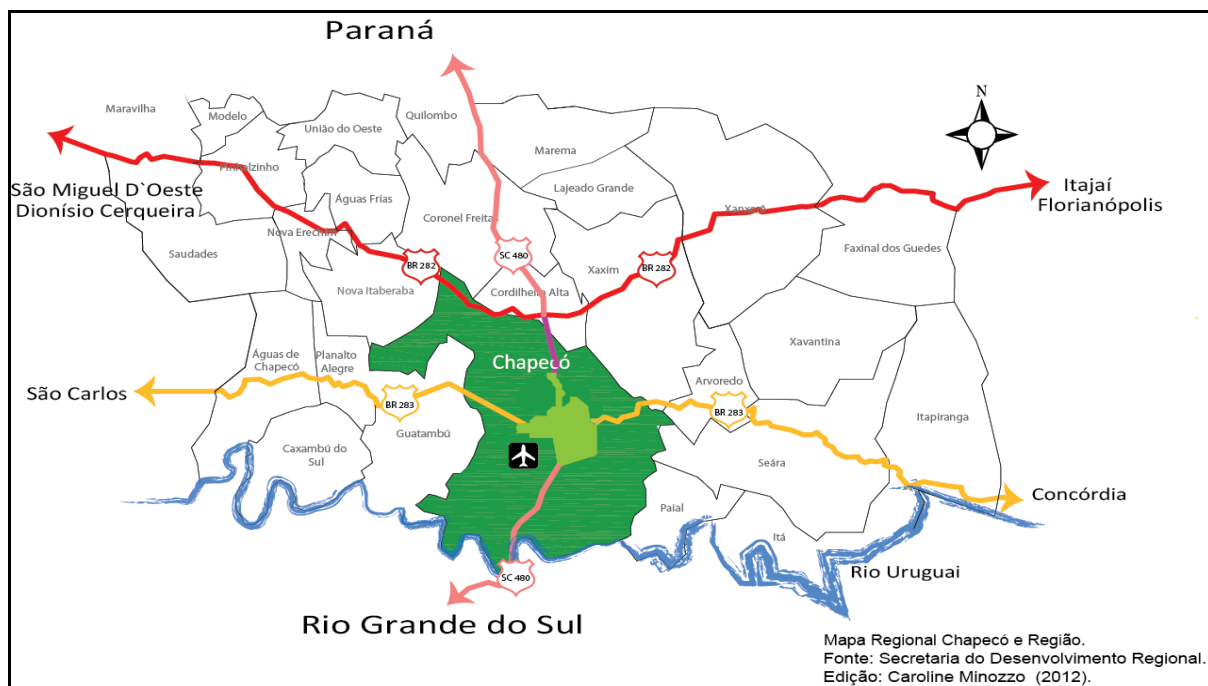 Paraná
N
Maravilha
Modelo
União do Oeste
Quilombo
Marema
Pinhalzinho
São Miguel D`Oeste
Dionísio Cerqueira
Águas Frias
Lajeado Grande
Itajaí
Florianópolis
Coronel Freitas
Xanxerê
Nova Erechim
Saudades
SC 480
Faxinal dos Guedes
BR 282
BR 282
Xaxim
Nova Itaberaba
Cordilheira Alta
Xavantina
Águas de
Chapecó
Planalto
Alegre
Chapecó
Arvoredo
São Carlos
BR 283
BR 283
Itapiranga
Guatambú
Caxambú do
Sul
Seára
Concórdia
Paial
Itá
Rio Uruguai
SC 480
Rio Grande do Sul
Mapa Regional Chapecó e Região.
Fonte: Secretaria do Desenvolvimento Regional.
Edição: Caroline Minozzo (2012).